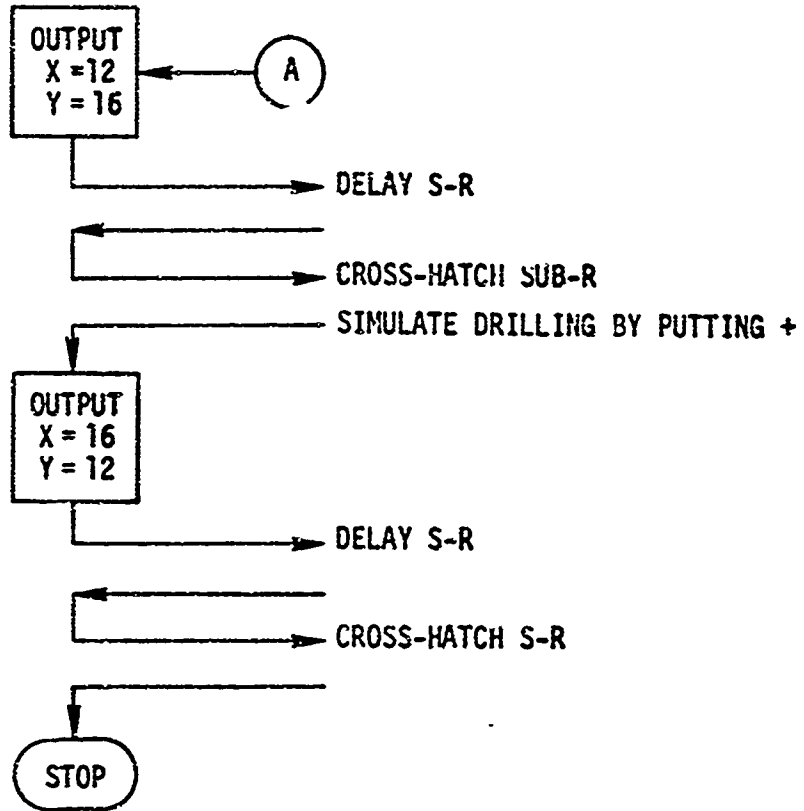 OUTPUT
X = 12
Y = 16
A
DELAY S-R
CROSS-HATCH SUB-R
SIMULATE DRILLING BY PUTTING +
OUTPUT
X = 16
Y = 12
DELAY S-R
CROSS-HATCH S-R
STOP